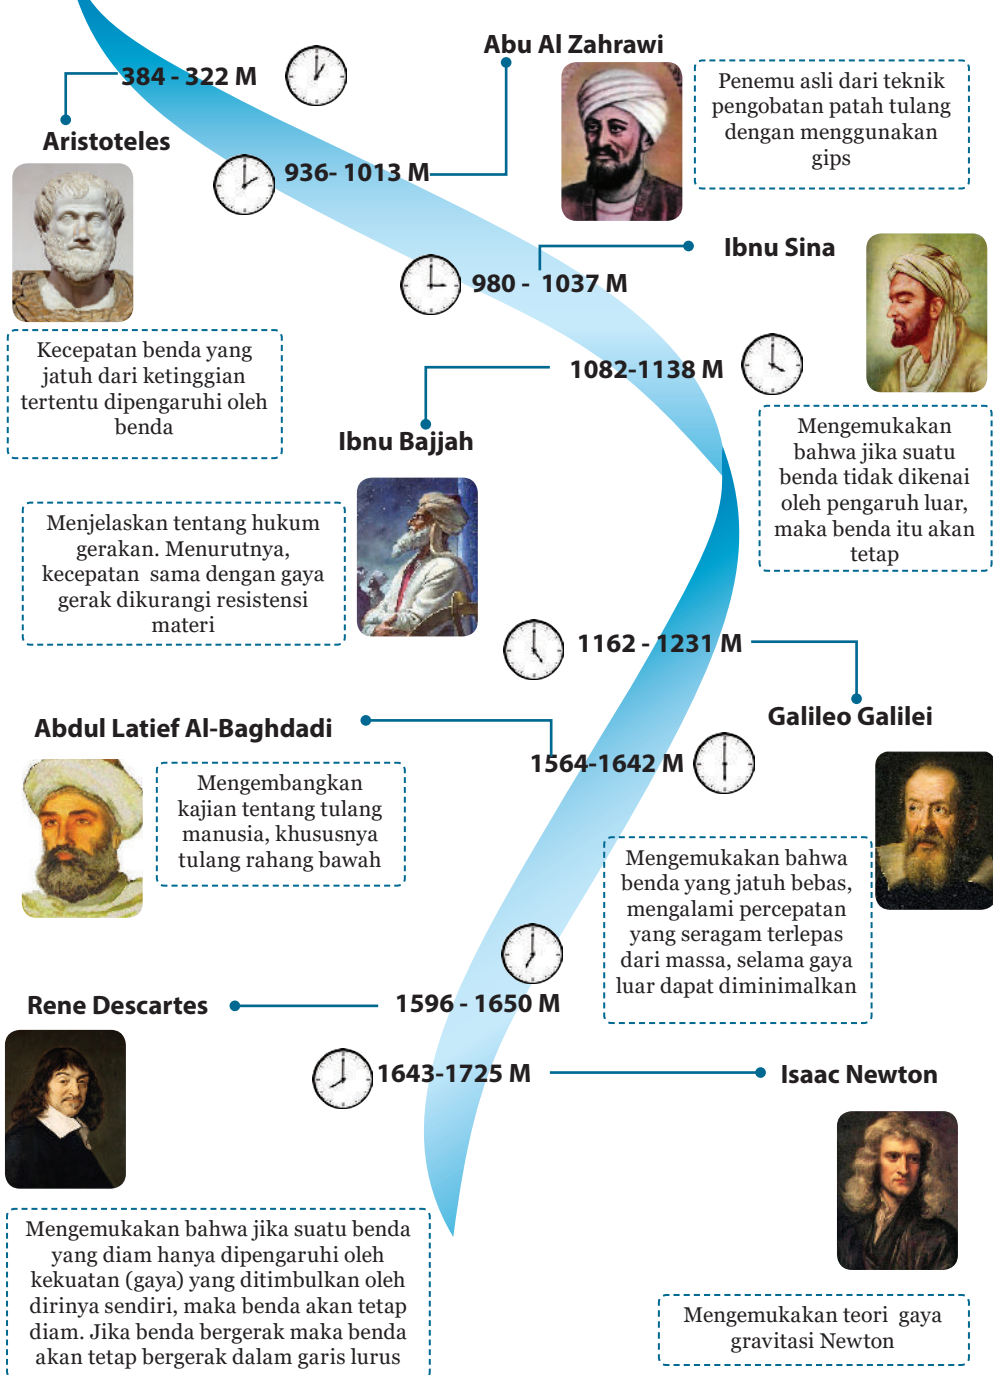 384 - 322 M
Aristoteles
Kecepatan benda yang
jatuh dari ketinggian
tertentu dipengaruhi oleh
benda
Abu Al Zahrawi
936- 1013 M
Penemu asli dari teknik
pengobatan patah tulang
dengan menggunakan
gips
Ibnu Sina
980 - 1037 M
Mengemukakan
bahwa jika suatu
benda tidak dikenai
oleh pengaruh luar,
maka benda itu akan
tetap
1082-1138 M
Ibnu Bajjah
Menjelaskan tentang hukum
gerakan. Menurutnya,
kecepatan sama dengan gaya
gerak dikurangi resistensi
materi
1162 - 1231 M
Galileo Galilei
Mengemukakan bahwa
benda yang jatuh bebas,
mengalami percepatan
yang seragam terlepas
dari massa, selama gaya
luar dapat diminimalkan
Abdul Latief Al-Baghdadi
1564-1642 M
Mengembangkan
kajian tentang tulang
manusia, khususnya
tulang rahang bawah
Rene Descartes
1596 - 1650 M
Mengemukakan bahwa jika suatu benda
yang diam hanya dipengaruhi oleh
kekuatan (gaya) yang ditimbulkan oleh
dirinya sendiri, maka benda akan tetap
diam. Jika benda bergerak maka benda
akan tetap bergerak dalam garis lurus
1643-1725 M
Isaac Newton
Mengemukakan teori gaya
gravitasi Newton